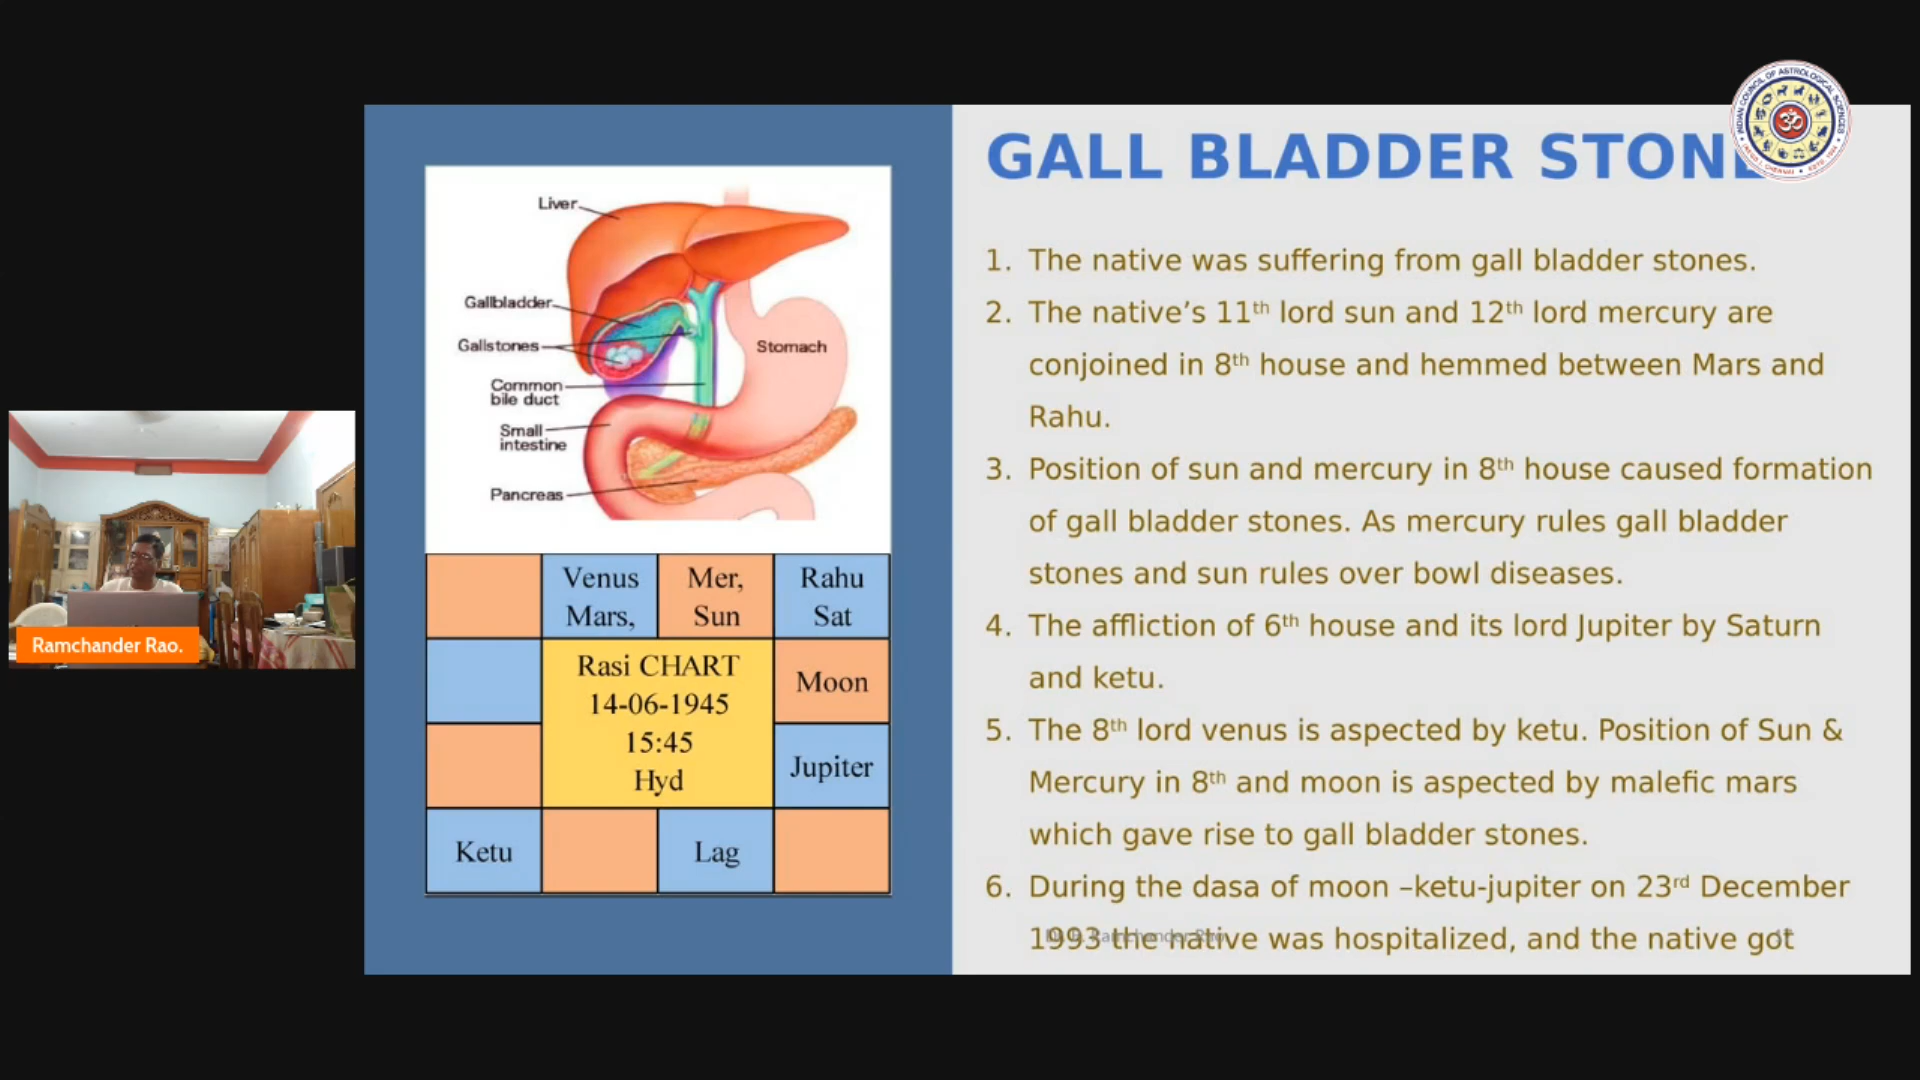 INDIAN COUNCIL OF ASTROLOGICAL SCIENCES
GALL BLADDER STONE
Liver
Gallbladder
Gallstones
Stomach
Common
bile duct
Small
intestine
Pancreas
Venus
Mars,
Mer,
Sun
Rahu
Sat
Rasi CHART
14-06-1945
15:45
Hyd
Moon
Jupiter
Ketu
Lag
1. The native was suffering from gall bladder stones.
2. The native’s 11th lord sun and 12th lord mercury are
conjoined in 8th house and hemmed between Mars and
Rahu.
3. Position of sun and mercury in 8th house caused formation
of gall bladder stones. As mercury rules gall bladder
stones and sun rules over bowl diseases.
4. The affliction of 6th house and its lord Jupiter by Saturn
and ketu.
5. The 8th lord venus is aspected by ketu. Position of Sun &
Mercury in 8th and moon is aspected by malefic mars
which gave rise to gall bladder stones.
6. During the dasa of moon –ketu-jupiter on 23rd December
1993 the native was hospitalized, and the native got
Ramchander Rao
Ramchander Rao.